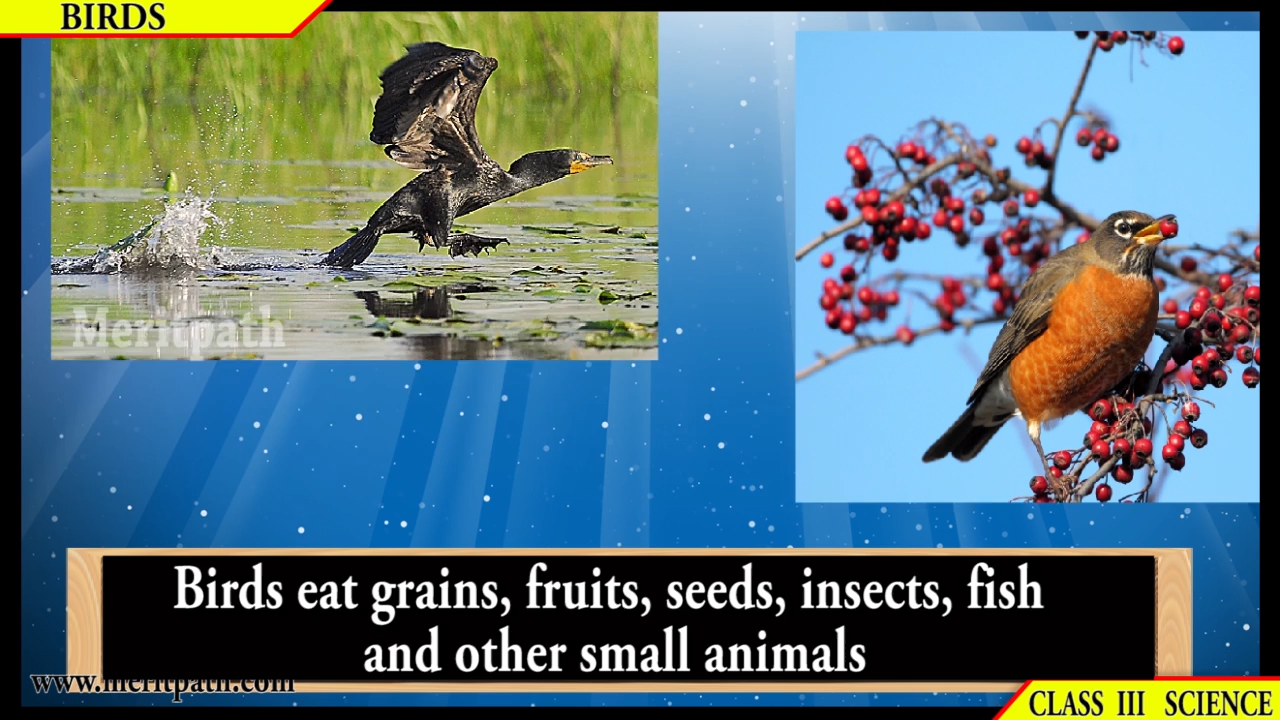 BIRDS
Meritpath
Birds eat grains, fruits, seeds, insects, fish
and other small animals
www.meritpath.com
CLASS III SCIENCE